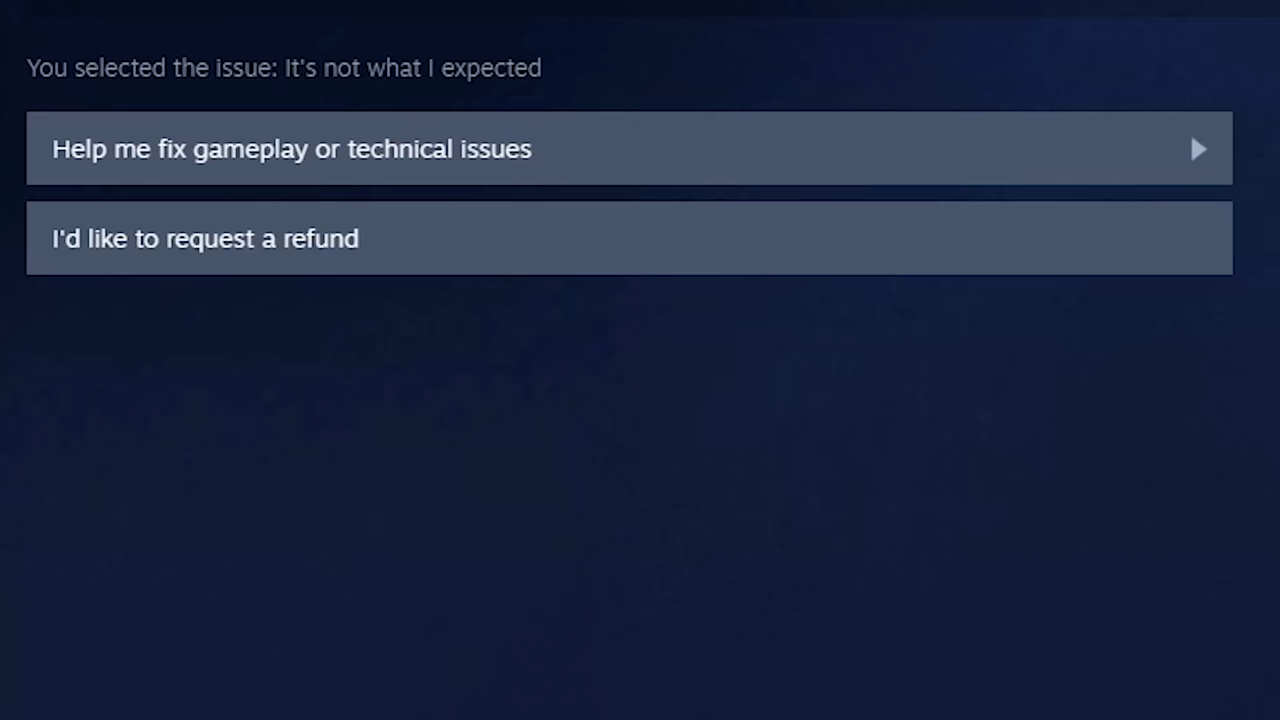 You selected the issue: It's not what I expected
Help me fix gameplay or technical issues
I'd like to request a refund